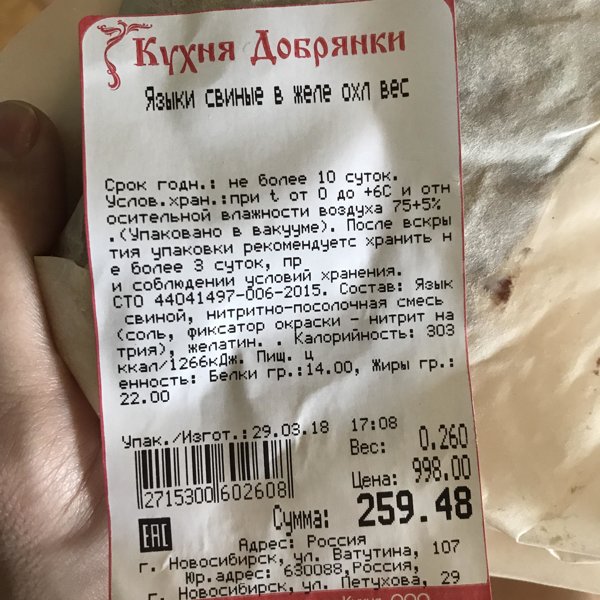 Кухня Добрянки
Языки свиные в желе охл вес
Срок годн.: не более 10 суток.
Услов.хран.:при t от 0 до +6С и отн
осительной влажности воздуха 75+5%
.(Упаковано в вакууме). После вскры
тия упаковки рекомендуетс хранить н
е более 3 суток, пр
и соблюдении условий хранения.
СТО 44041497-006-2015. Состав: Язык
свиной, нитритно-посолочная смесь
(соль, фиксатор окраски - нитрит на
трия), желатин. . Калорийность: 303
ккал/1266кДж. Пищ. ц
енность: Белки гр.:14.00, Жиры гр.:
22.00
Упак./Изгот.:29.03.18 17:08
Вес: 0.260
2715300602608
Цена: 998.00
Сумма: 259.48
EAC
Адрес: Россия
г. Новосибирск, ул. Ватутина, 107
Юр.адрес: 630088,Россия,
г. Новосибирск, ул. Петухова, 29
Кухня ООО